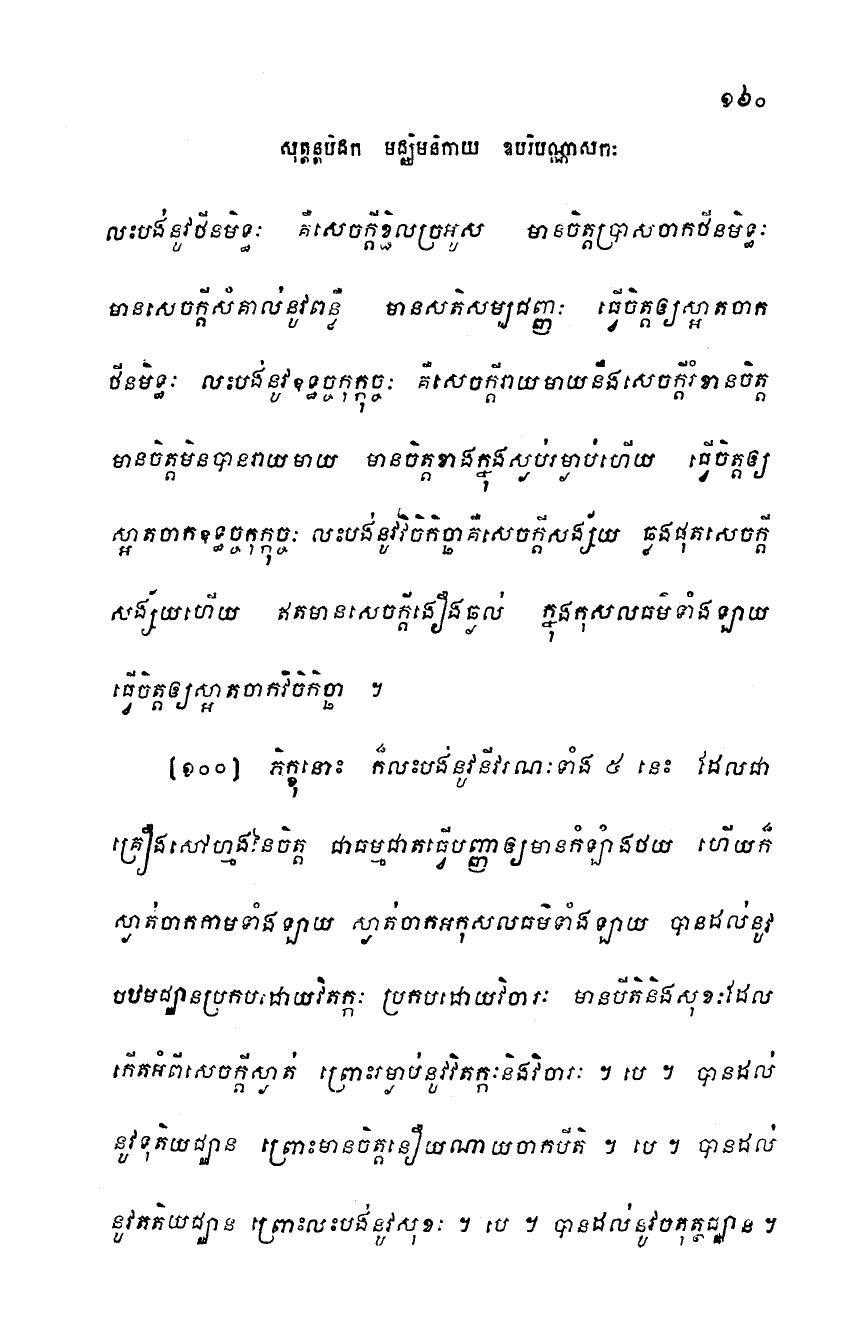 ១៦០
សុត្តន្តបិដក មជ្ឈិមនិកាយ ឧបរិបណ្ណាសកៈ
លះបង់នូវថីនមិទ្ធៈ គឺសេចក្តីខ្ជិលច្រអូស មានចិត្តប្រាសចាកថីនមិទ្ធៈ
មានសេចក្តីសំគាល់នូវពន្លឺ មានសតិសម្បជញ្ញៈ ធ្វើចិត្តឲ្យស្អាតចាក
ថីនមិទ្ធៈ លះបង់នូវឧទ្ធច្ចកុក្កុច្ចៈ គឺសេចក្តីរាយមាយនឹងសេចក្តីរំខានចិត្ត
មានចិត្តមិនបានរាយមាយ មានចិត្តខាងក្នុងស្ងប់រម្ងាប់ហើយ ធ្វើចិត្តឲ្យ
ស្អាតចាកឧទ្ធច្ចកុក្កុច្ចៈ លះបង់នូវវិចិកិច្ឆាគឺសេចក្តីសង្ស័យ ឆ្លងផុតសេចក្តី
សង្ស័យហើយ ឥតមានសេចក្តីងឿងឆ្ងល់ ក្នុងកុសលធម៌ទាំងឡាយ
ធ្វើចិត្តឲ្យស្អាតចាកវិចិកិច្ឆា ។
(១០០) ភិក្ខុនោះ ក៏លះបង់នូវនីវរណៈទាំង ៥ នេះ ដែលជា
គ្រឿងសៅហ្មងនៃចិត្ត ជាធម្មជាតធ្វើបញ្ញាឲ្យមានកំឡាំងថយ ហើយក៏
ស្ងាត់ចាកកាមទាំងឡាយ ស្ងាត់ចាកអកុសលធម៌ទាំងឡាយ បានដល់នូវ
បឋមជ្ឈានប្រកបដោយវិតក្កៈ ប្រកបដោយវិចារៈ មានបីតិនិងសុខៈដែល
កើតអំពីសេចក្តីស្ងាត់ ព្រោះរម្ងាប់នូវវិតក្កៈនិងវិចារៈ ។ បេ ។ បានដល់
នូវទុតិយជ្ឈាន ព្រោះមានចិត្តនឿយណាយចាកបីតិ ។ បេ ។ បានដល់
នូវតតិយជ្ឈាន ព្រោះលះបង់នូវសុខៈ ។ បេ ។ បានដល់នូវចតុត្ថជ្ឈាន ។